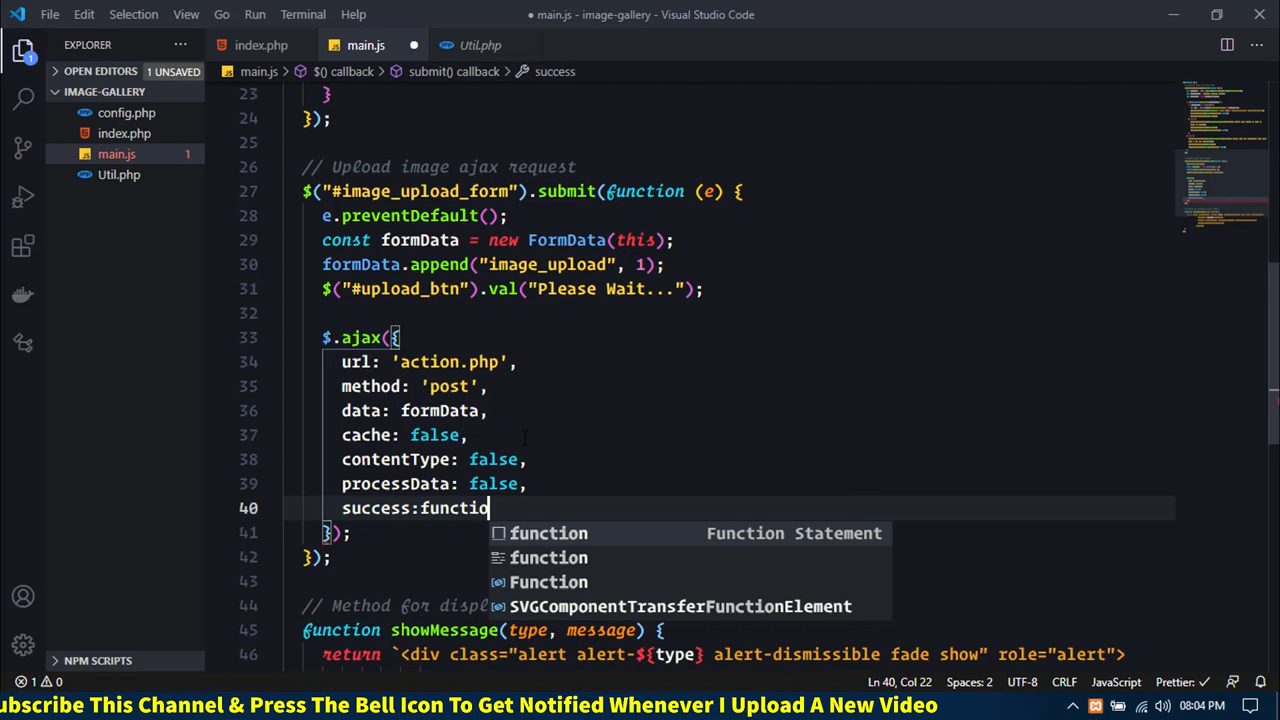 File Edit Selection View Go Run Terminal Help
● main.js - image-gallery - Visual Studio Code
EXPLORER ···
index.php
main.js ●
Util.php
OPEN EDITORS 1 UNSAVED
main.js > $() callback > submit() callback > success
IMAGE-GALLERY
config.php
index.php
main.js 1
Util.php
NPM SCRIPTS
23 }
24 });
25
26 // Upload image ajax request
27 $("#image_upload_form").submit(function (e) {
28 e.preventDefault();
29 const formData = new FormData(this);
30 formData.append("image_upload", 1);
31 $("#upload_btn").val("Please Wait...");
32
33 $.ajax({
34 url: 'action.php',
35 method: 'post',
36 data: formData,
37 cache: false,
38 contentType: false,
39 processData: false,
40 success:functio
41 });
42 });
43
44 // Method for displ
45 function showMessage(type, message) {
46 return `<div class="alert alert-${type} alert-dismissible fade show" role="alert">
function Function Statement
function
Function
SVGComponentTransferFunctionElement
1 0
Ln 40, Col 22 Spaces: 2 UTF-8 CRLF JavaScript Prettier: ✓
ubscribe This Channel & Press The Bell Icon To Get Notified Whenever I Upload A New Video
08:04 PM